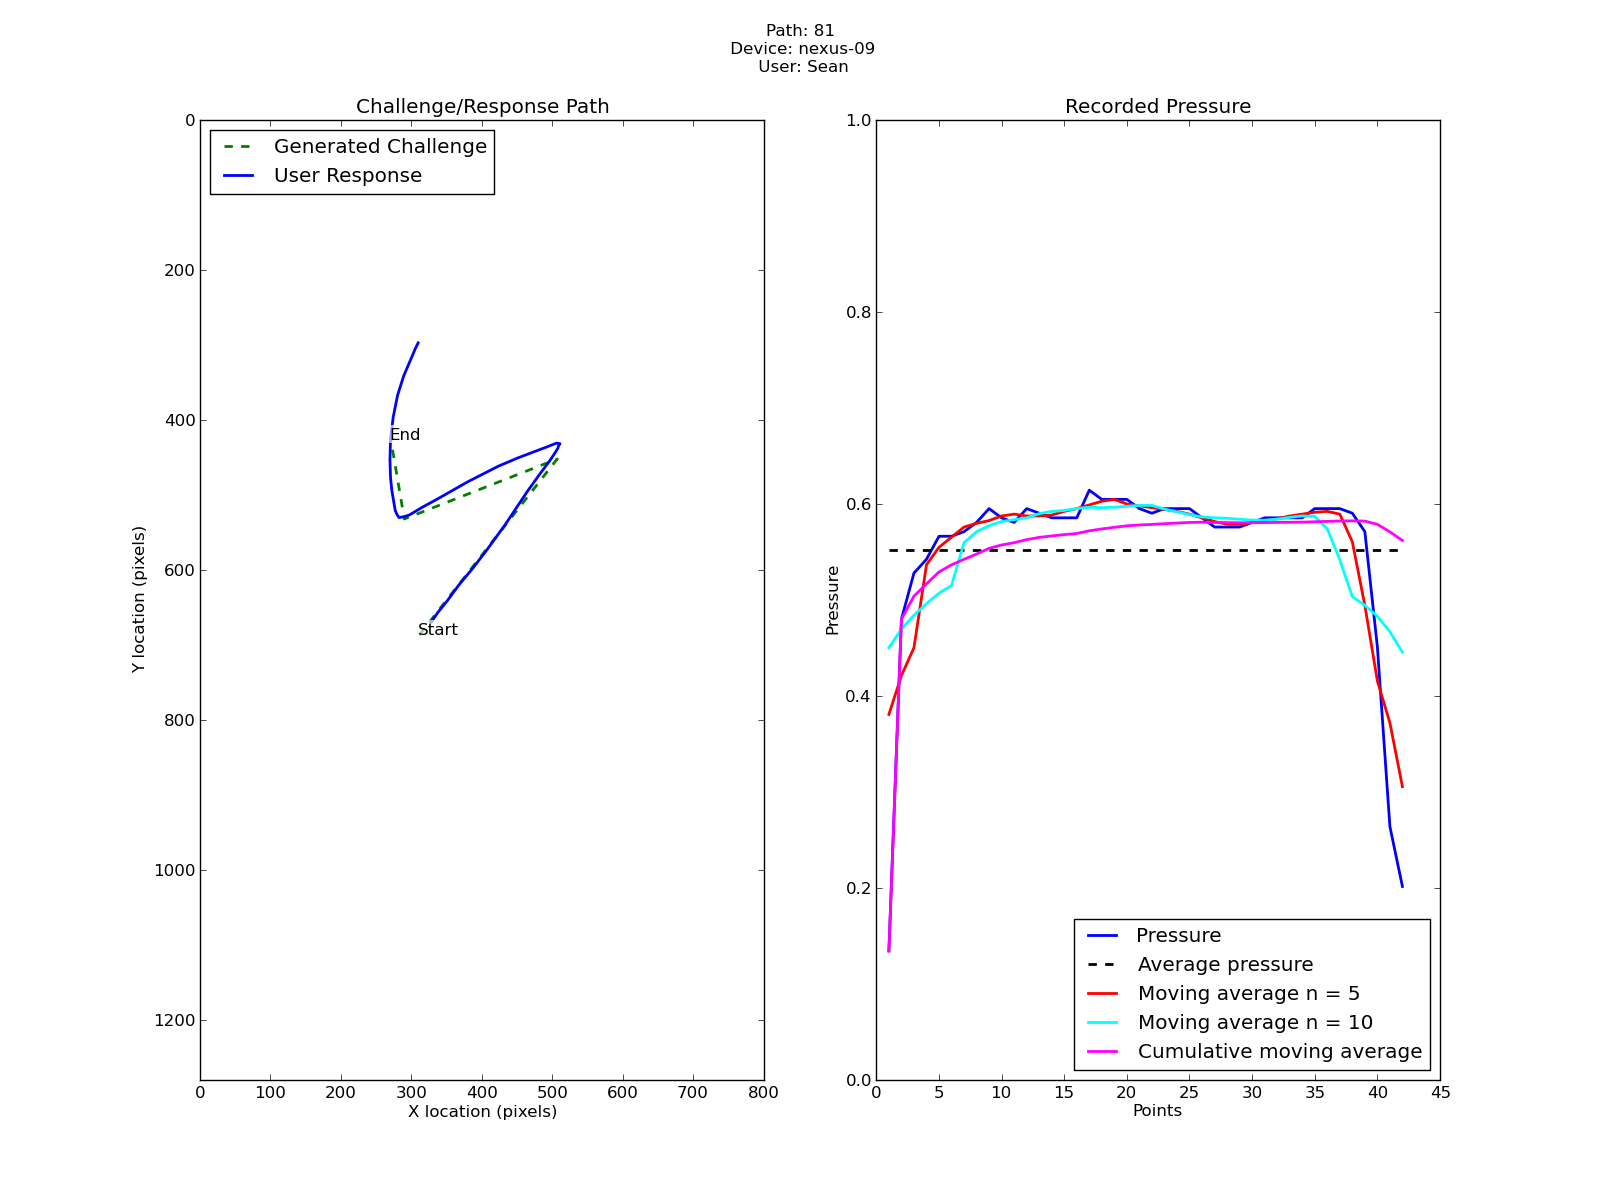 Path: 81
Device: nexus-09
User: Sean
Challenge/Response Path
Generated Challenge
User Response
0
200
400
600
800
1000
1200
Y location (pixels)
End
Start
0 100 200 300 400 500 600 700 800
X location (pixels)
Recorded Pressure
1.0
0.8
0.6
0.4
0.2
0.0
Pressure
Pressure
Average pressure
Moving average n = 5
Moving average n = 10
Cumulative moving average
0 5 10 15 20 25 30 35 40 45
Points